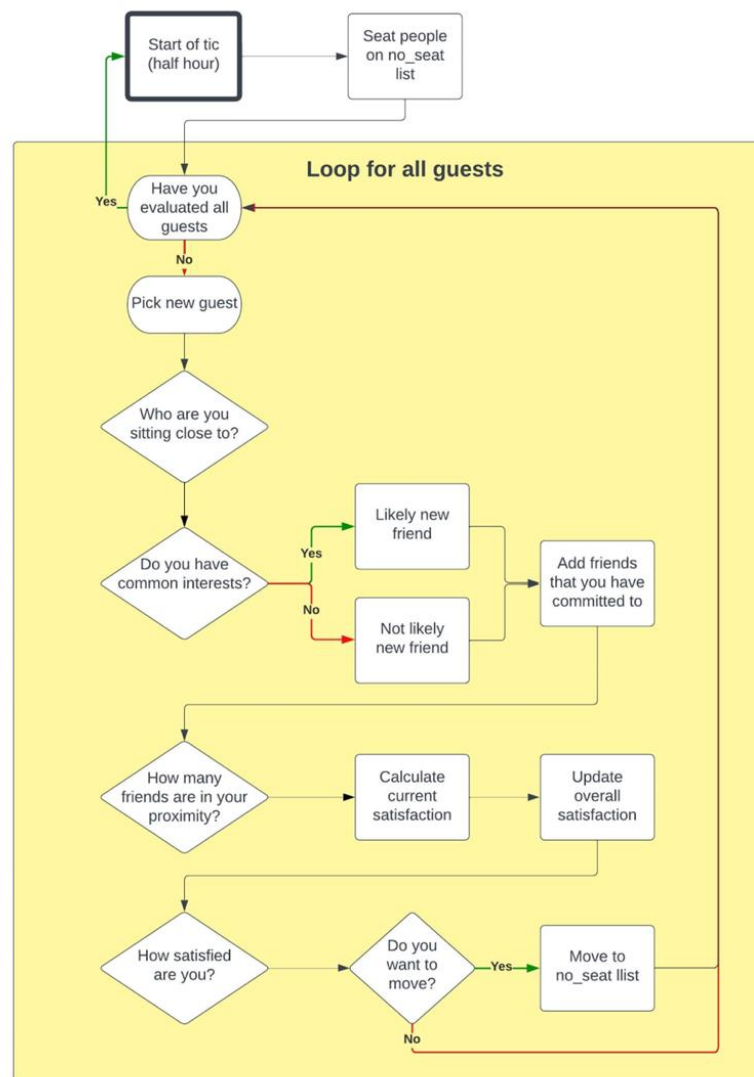 Start of tic
(half hour)
Seat people
on no_seat
list
Loop for all guests
Have you
evaluated all
guests
Yes
No
Pick new guest
Who are you
sitting close to?
Do you have
common interests?
Yes
No
Likely new
friend
Not likely
new friend
Add friends
that you have
committed to
How many
friends are in your
proximity?
Calculate
current
satisfaction
Update
overall
satisfaction
How satisfied
are you?
Do you
want to
move?
Yes
No
Move to
no_seat llist